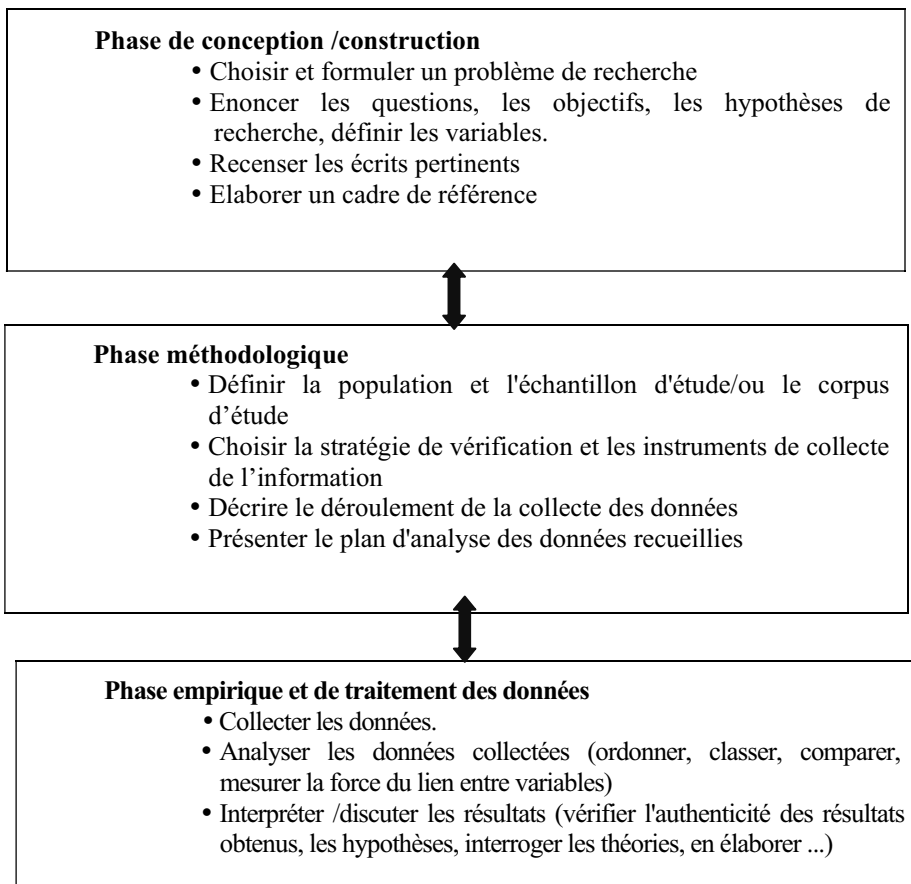 Phase de conception /construction
• Choisir et formuler un problème de recherche
• Enoncer les questions, les objectifs, les hypothèses de
recherche, définir les variables.
• Recenser les écrits pertinents
• Elaborer un cadre de référence
Phase méthodologique
• Définir la population et l'échantillon d'étude/ou le corpus
d’étude
• Choisir la stratégie de vérification et les instruments de collecte
de l’information
• Décrire le déroulement de la collecte des données
• Présenter le plan d'analyse des données recueillies
Phase empirique et de traitement des données
• Collecter les données.
• Analyser les données collectées (ordonner, classer, comparer,
mesurer la force du lien entre variables)
• Interpréter /discuter les résultats (vérifier l'authenticité des résultats
obtenus, les hypothèses, interroger les théories, en élaborer ...)